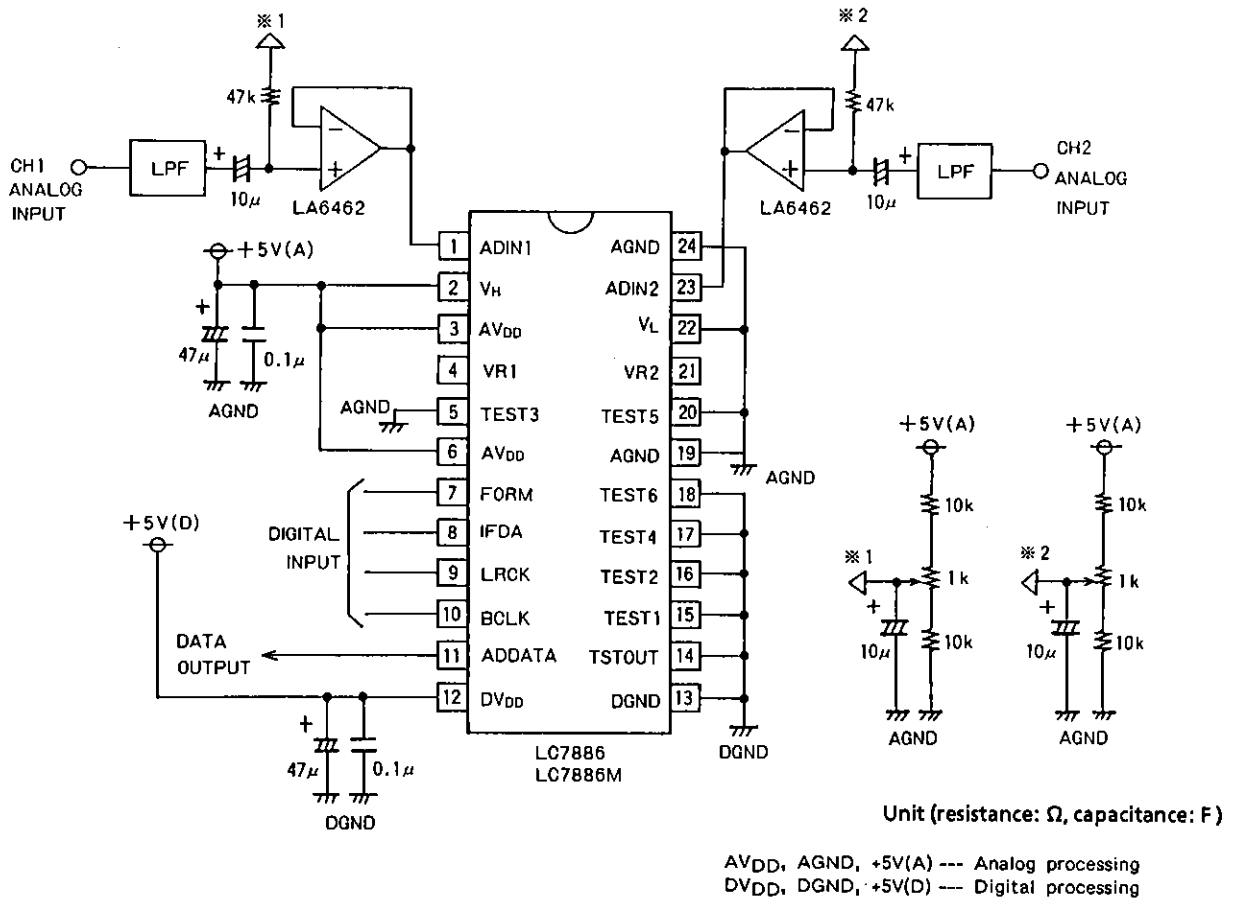 ※1
※2
47k
47k
CH1
ANALOG
INPUT
LPF
+
10μ
−
+
LA6462
−
+
LA6462
+
10μ
LPF
CH2
ANALOG
INPUT
+5V(A)
+
47μ
0.1μ
AGND
AGND
+5V(D)
DIGITAL
INPUT
DATA
OUTPUT
+
47μ
0.1μ
DGND
1 ADIN1
2 VH
3 AVDD
4 VR1
5 TEST3
6 AVDD
7 FORM
8 IFDA
9 LRCK
10 BCLK
11 ADDATA
12 DVDD
AGND 24
ADIN2 23
VL 22
VR2 21
TEST5 20
AGND 19
TEST6 18
TEST4 17
TEST2 16
TEST1 15
TSTOUT 14
DGND 13
AGND
DGND
LC7886
LC7886M
+5V(A)
10k
※1
1k
+
10μ
10k
AGND
+5V(A)
10k
※2
1k
+
10μ
10k
AGND
Unit (resistance: Ω, capacitance: F)
AVDD, AGND, +5V(A) --- Analog processing
DVDD, DGND, +5V(D) --- Digital processing